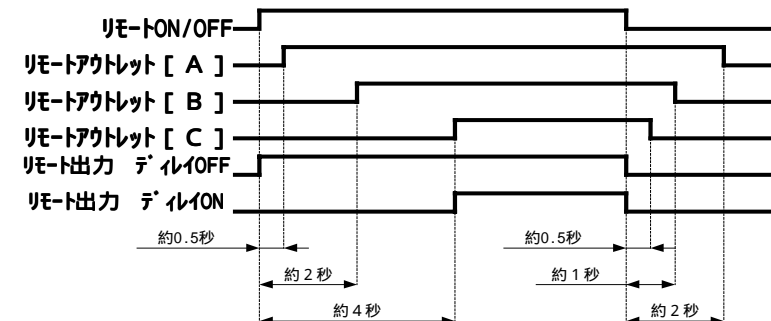 リモートON/OFF
リモートアウトレット [ A ]
リモートアウトレット [ B ]
リモートアウトレット [ C ]
リモート出力 ディレイOFF
リモート出力 ディレイON
約0.5秒 約0.5秒
約2秒 約1秒
約4秒 約2秒